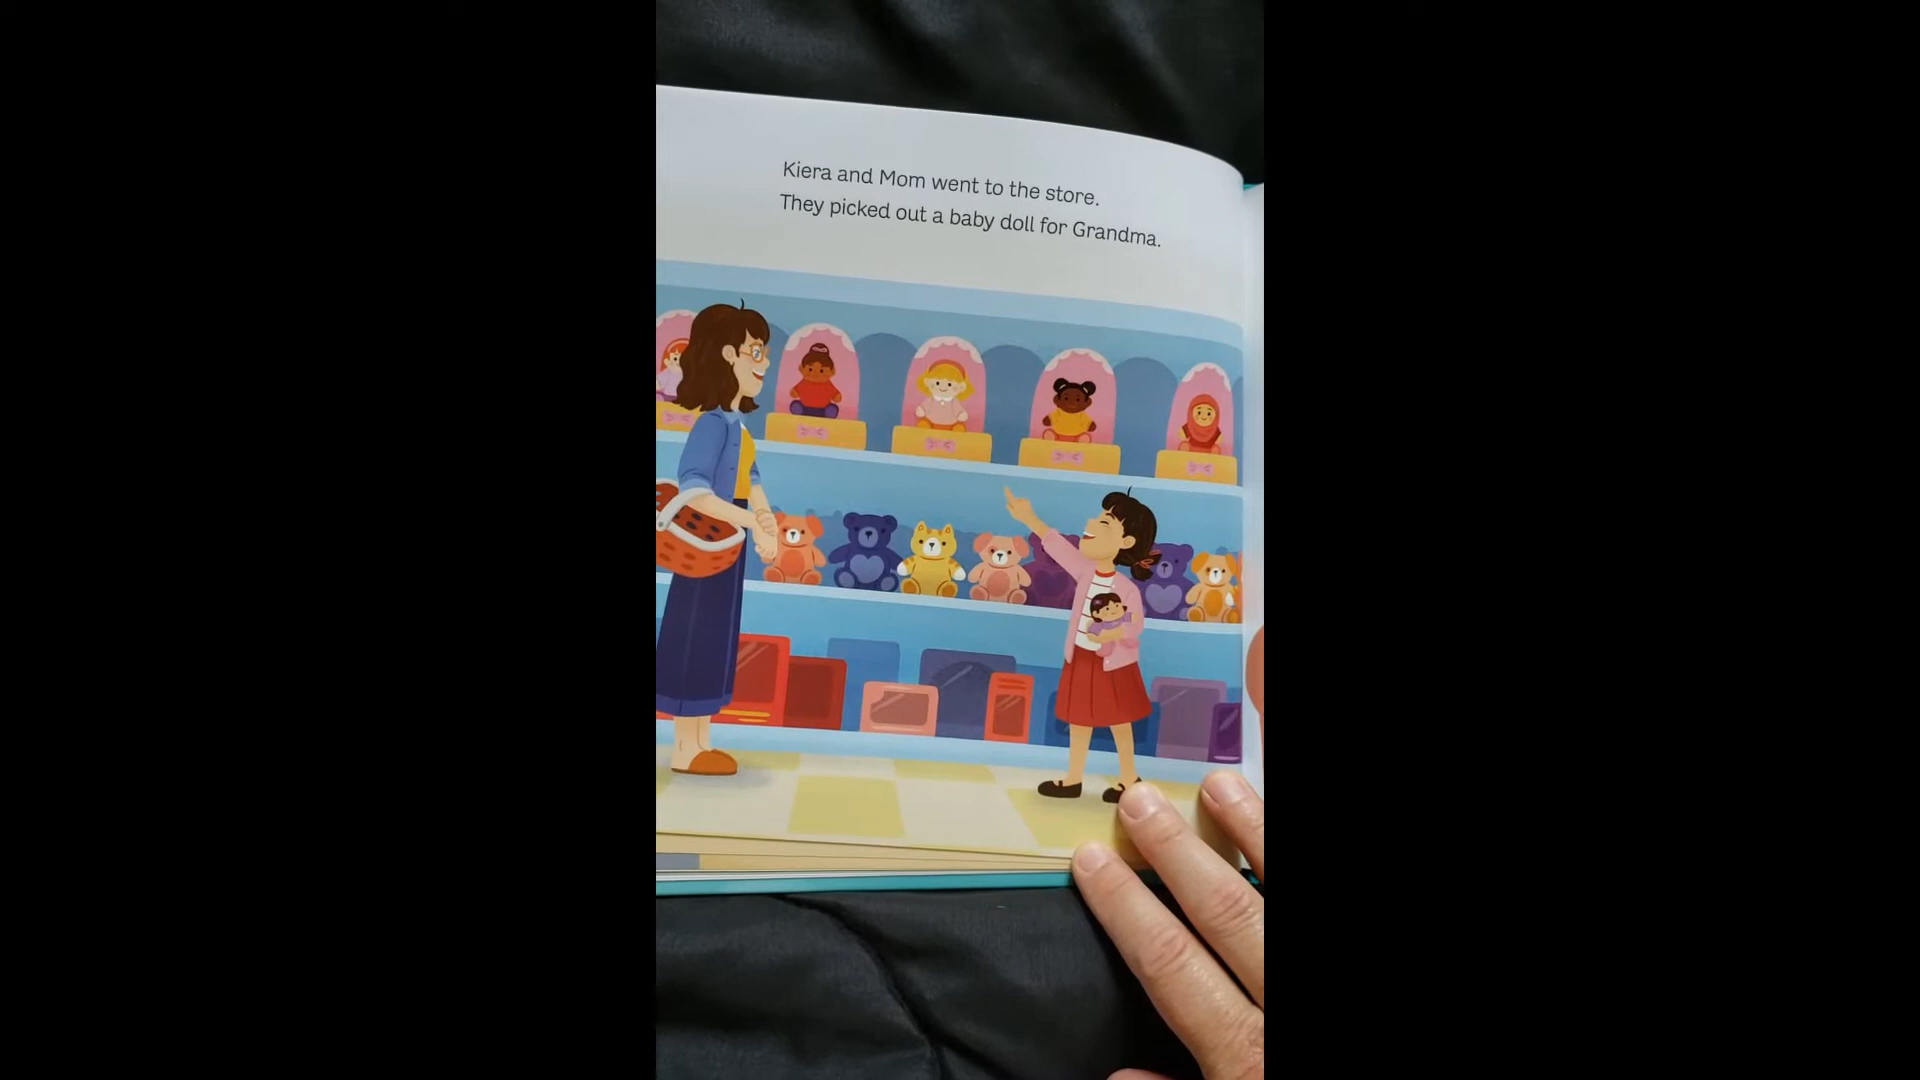 Kiera and Mom went to the store.
They picked out a baby doll for Grandma.